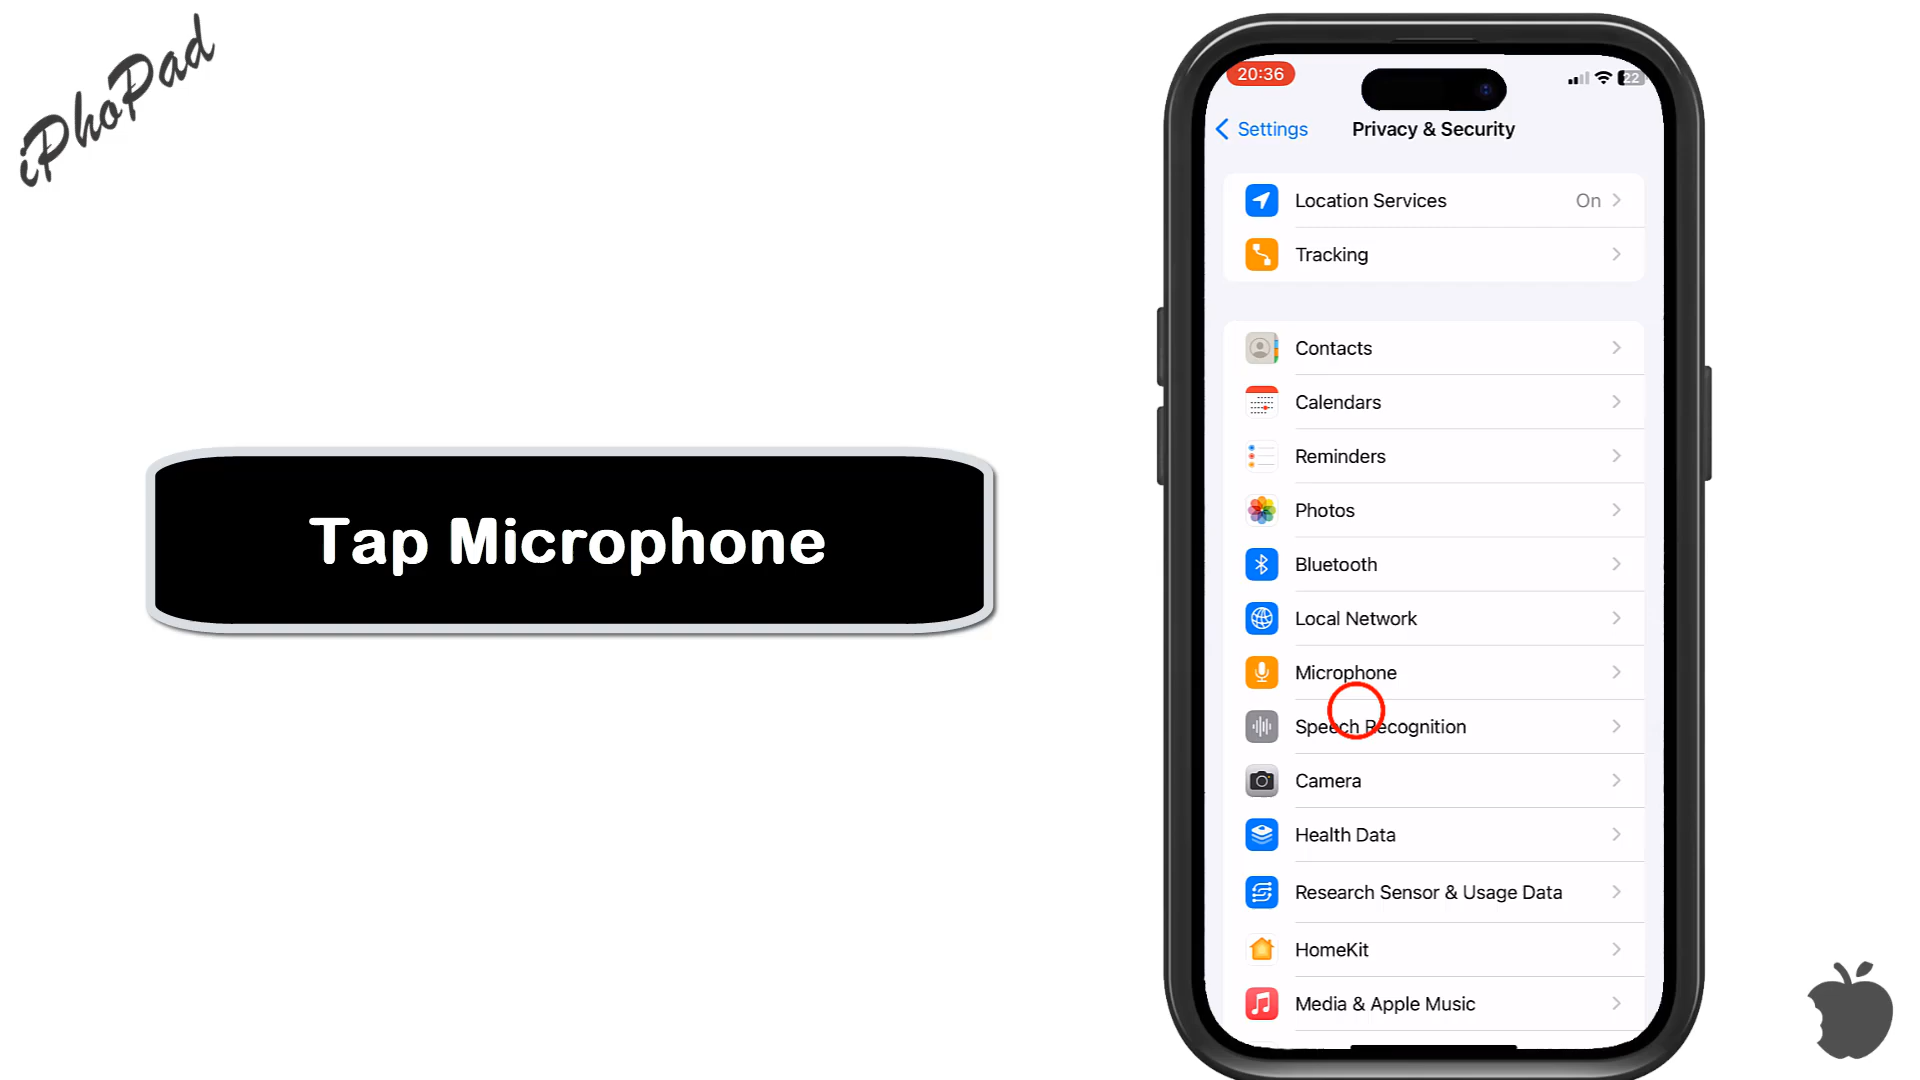 iPhoPad
Tap Microphone
20:36
22
Settings
Privacy & Security
Location Services
On
Tracking
Contacts
Calendars
Reminders
Photos
Bluetooth
Local Network
Microphone
Speech Recognition
Camera
Health Data
Research Sensor & Usage Data
HomeKit
Media & Apple Music